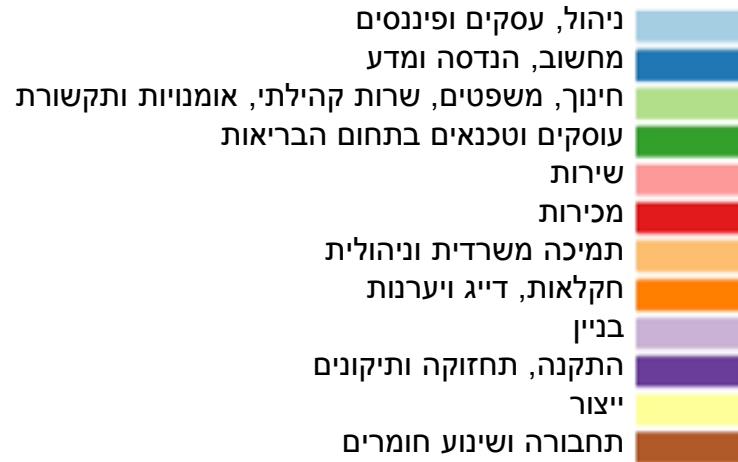 ניהול, עסקים ופיננסים
מחשוב, הנדסה ומדע
חינוך, משפטים, שרות קהילתי, אומנויות ותקשורת
עוסקים וטכנאים בתחום הבריאות
שירות
מכירות
תמיכה משרדית וניהולית
חקלאות, דייג ויערנות
בניין
התקנה, תחזוקה ותיקונים
ייצור
תחבורה ושינוע חומרים